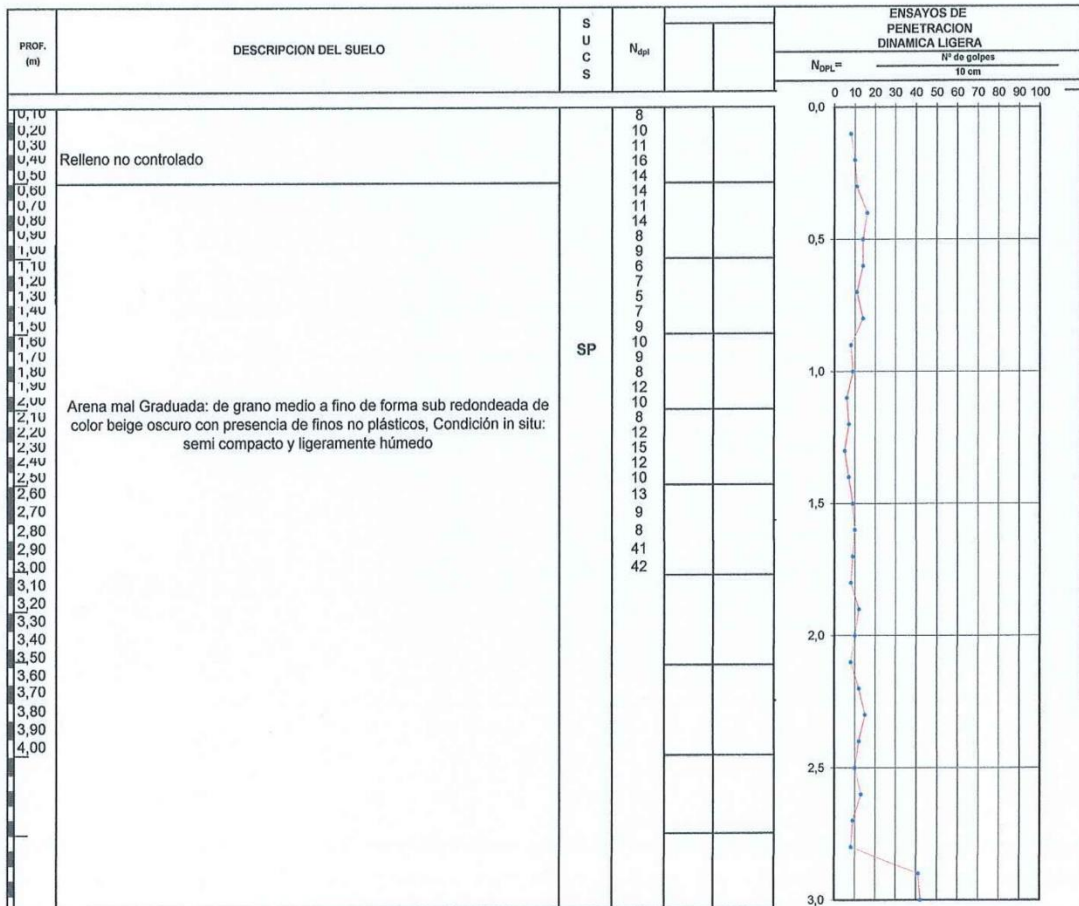 PROF.
(m)
DESCRIPCION DEL SUELO
S
U
C
S
Ndpl
ENSAYOS DE
PENETRACION
DINAMICA LIGERA
NDPL= Nº de golpes
10 cm
0 10 20 30 40 50 60 70 80 90 100
0,10 8
0,20 10
0,30 11
0,40 Relleno no controlado 16
0,50 14
0,60 14
0,70 11
0,80 14
0,90 8
1,00 9
1,10 6
1,20 7
1,30 5
1,40 7
1,50 9
1,60 10
SP
1,70 9
1,80 8
1,90 12
2,00 10
Arena mal Graduada: de grano medio a fino de forma sub redondeada de
color beige oscuro con presencia de finos no plásticos, Condición in situ:
semi compacto y ligeramente húmedo
2,10 8
2,20 12
2,30 15
2,40 12
2,50 10
2,60 13
2,70 9
2,80 8
2,90 41
3,00 42
3,10
3,20
3,30
3,40
3,50
3,60
3,70
3,80
3,90
4,00
0,0
0,5
1,0
1,5
2,0
2,5
3,0